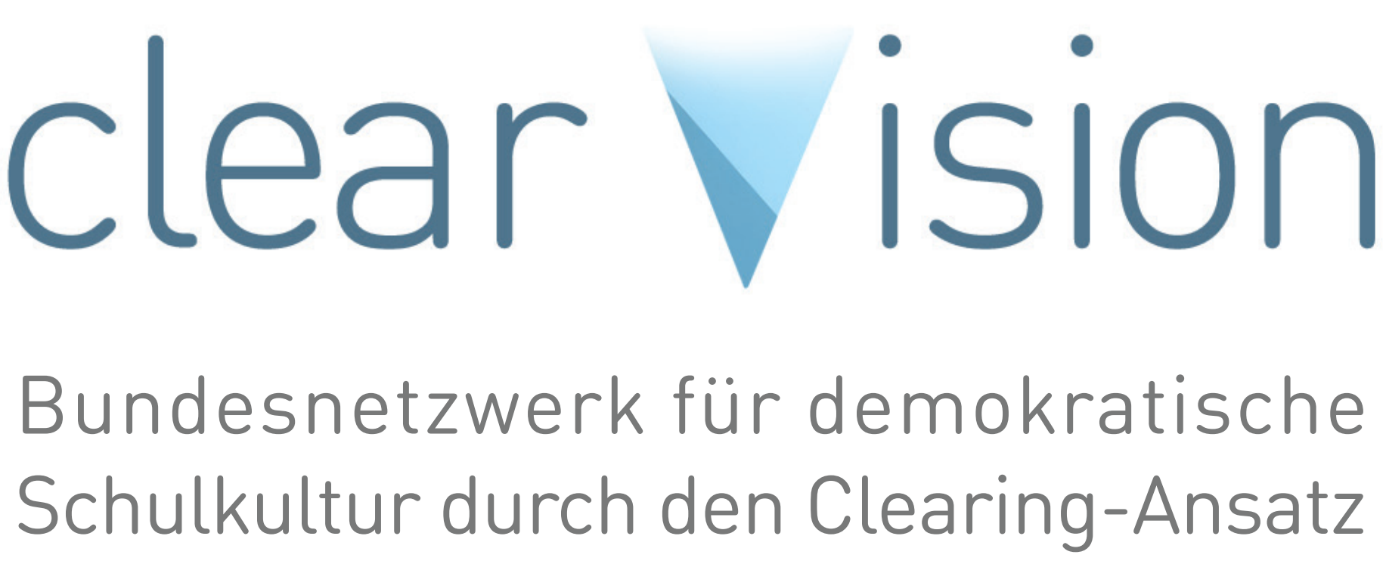 clear Vision
Bundesnetzwerk für demokratische
Schulkultur durch den Clearing-Ansatz